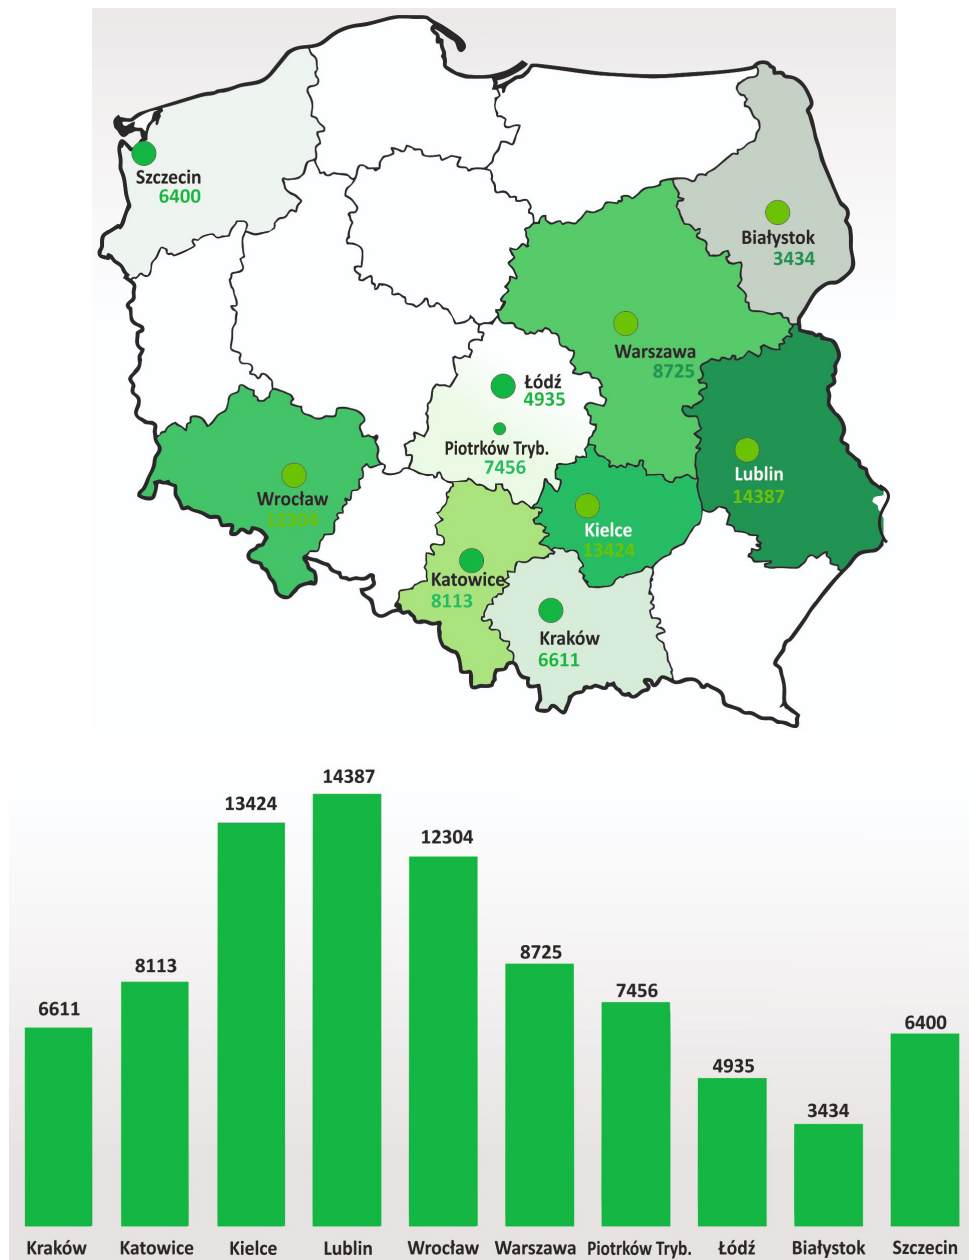 Szczecin
6400
Białystok
3434
Warszawa
8725
Łódź
4935
Piotrków Tryb.
7456
Lublin
14387
Wrocław
12304
Kielce
13424
Katowice
8113
Kraków
6611
6611
8113
13424
14387
12304
8725
7456
4935
3434
6400
Kraków Katowice Kielce Lublin Wrocław Warszawa Piotrków Tryb. Łódź Białystok Szczecin